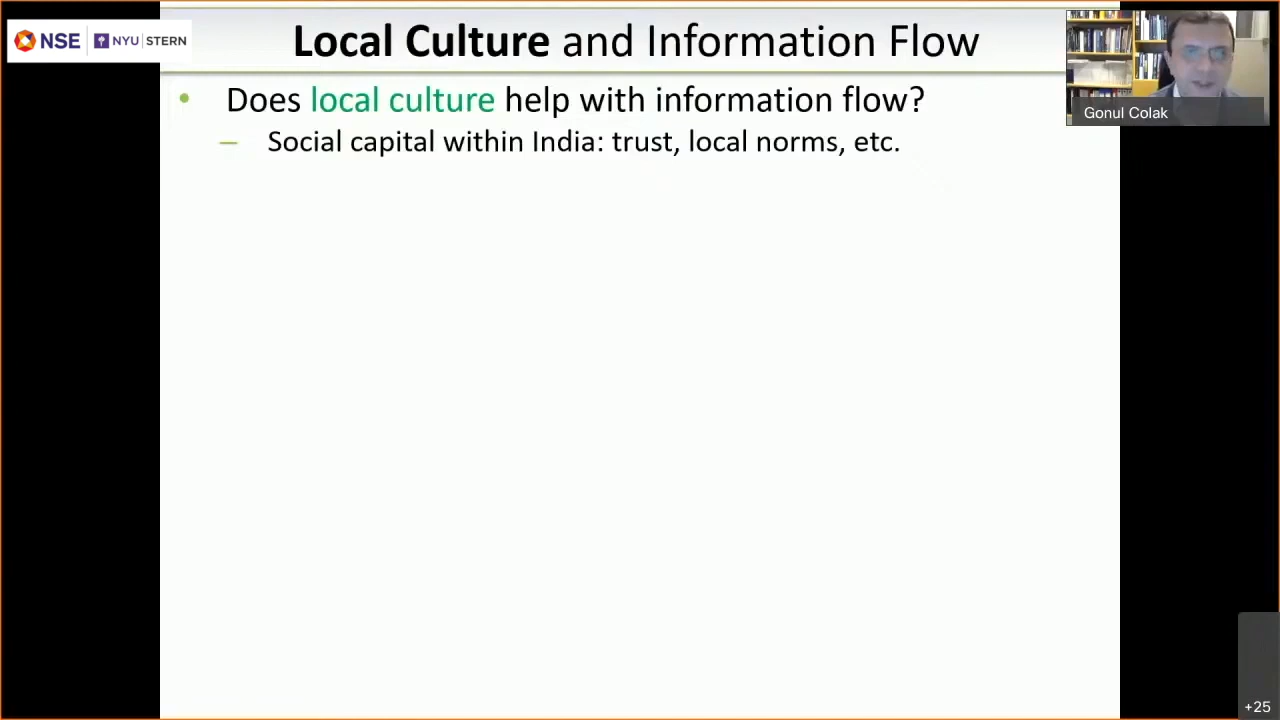 NSE NYU STERN
Local Culture and Information Flow
Gonul Colak
• Does local culture help with information flow?
– Social capital within India: trust, local norms, etc.
+25